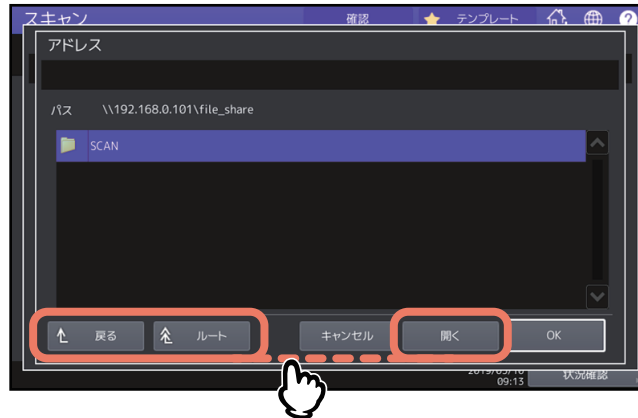 スキャン 確認 テンプレート ?
アドレス
パス \\192.168.0.101\file_share
SCAN
戻る ルート キャンセル 開く OK
09:13 状況確認